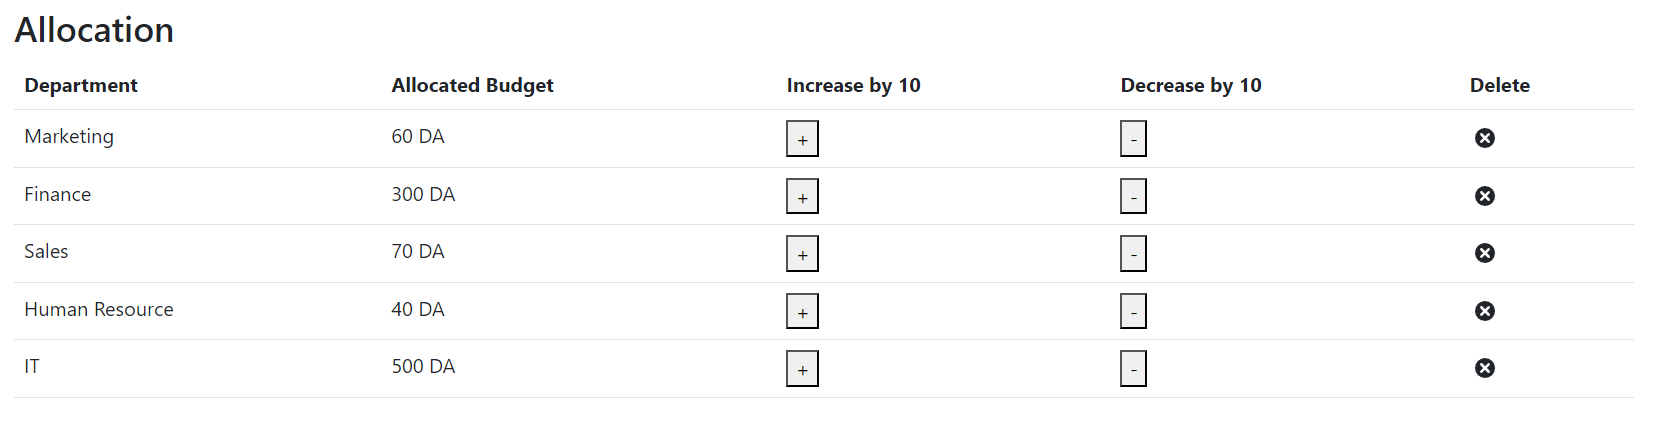 Allocation
Department Allocated Budget Increase by 10 Decrease by 10 Delete
Marketing 60 DA + -
Finance 300 DA + -
Sales 70 DA + -
Human Resource 40 DA + -
IT 500 DA + -